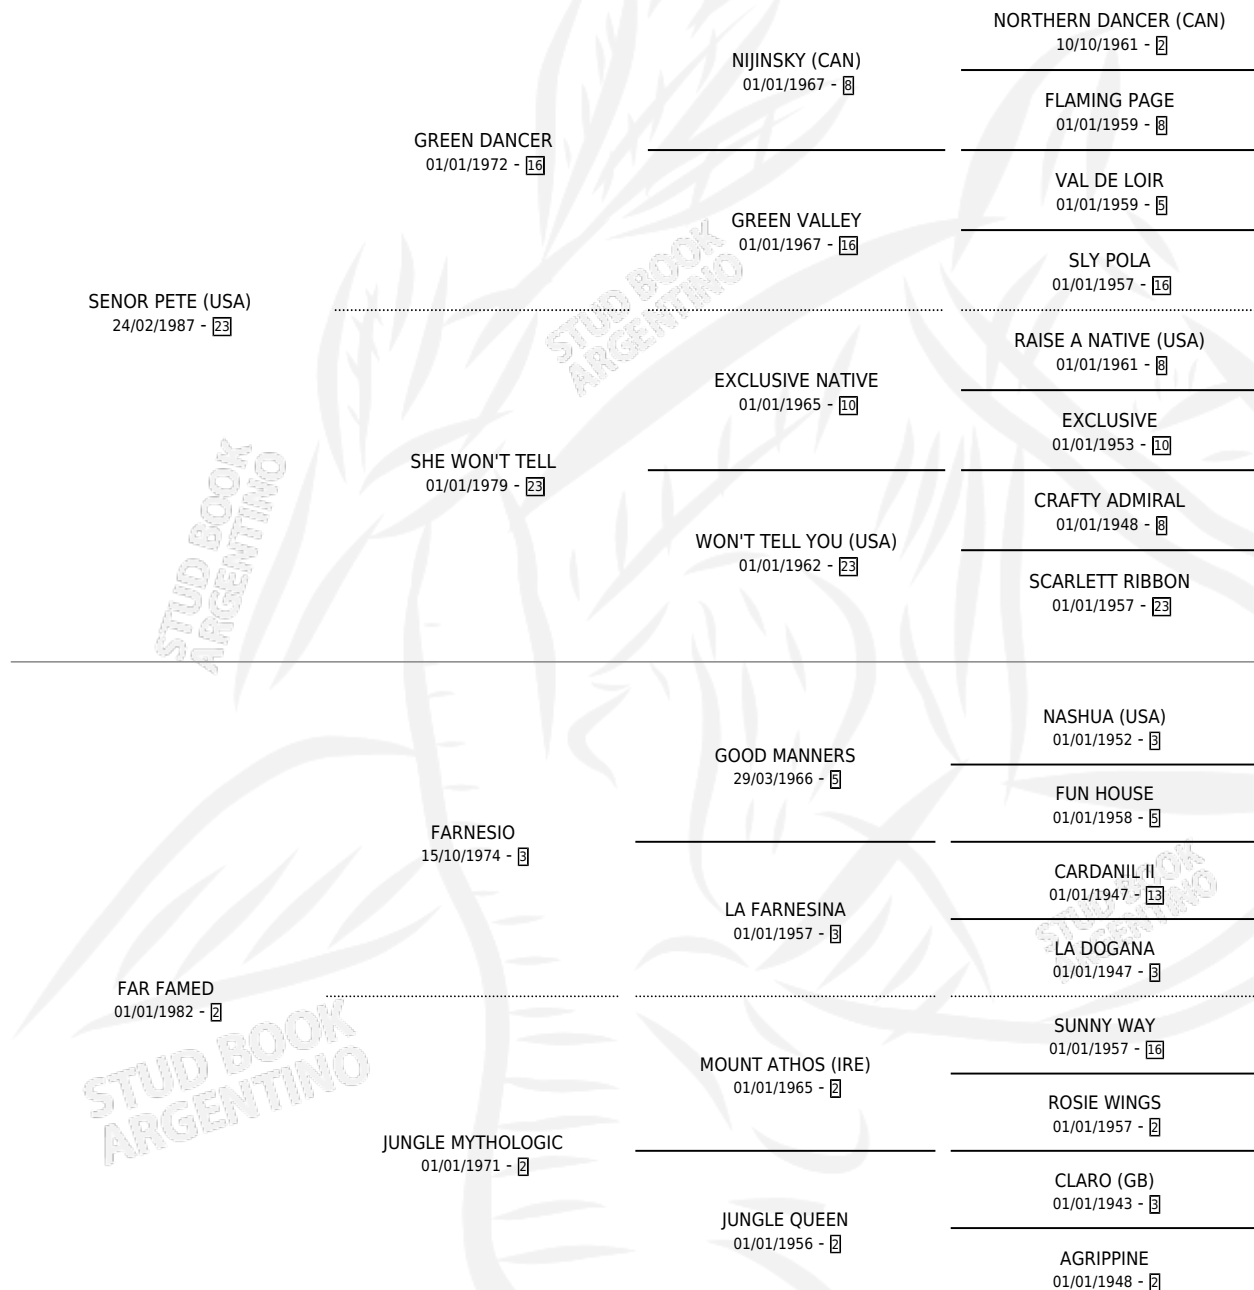 NORTHERN DANCER (CAN)
10/10/1961 - 2
NIJINSKY (CAN)
01/01/1967 - 8
FLAMING PAGE
01/01/1959 - 8
GREEN DANCER
01/01/1972 - 16
VAL DE LOIR
01/01/1959 - 5
GREEN VALLEY
01/01/1967 - 16
SLY POLA
01/01/1957 - 16
SENOR PETE (USA)
24/02/1987 - 23
RAISE A NATIVE (USA)
01/01/1961 - 8
EXCLUSIVE NATIVE
01/01/1965 - 10
EXCLUSIVE
01/01/1953 - 10
SHE WON'T TELL
01/01/1979 - 23
CRAFTY ADMIRAL
01/01/1948 - 8
WON'T TELL YOU (USA)
01/01/1962 - 23
SCARLETT RIBBON
01/01/1957 - 23
STUD BOOK
ARGENTINO
STUD BOOK
ARGENTINO
NASHUA (USA)
01/01/1952 - 3
GOOD MANNERS
29/03/1966 - 5
FUN HOUSE
01/01/1958 - 5
FARNESIO
15/10/1974 - 3
CARDANIL II
01/01/1947 - 13
LA FARNESINA
01/01/1957 - 3
LA DOGANA
01/01/1947 - 3
STUD BOOK
ARGENTINO
FAR FAMED
01/01/1982 - 2
SUNNY WAY
01/01/1957 - 16
MOUNT ATHOS (IRE)
01/01/1965 - 2
ROSIE WINGS
01/01/1957 - 2
STUD BOOK
ARGENTINO
JUNGLE MYTHOLOGIC
01/01/1971 - 2
CLARO (GB)
01/01/1943 - 3
JUNGLE QUEEN
01/01/1956 - 2
AGRIPPINE
01/01/1948 - 2